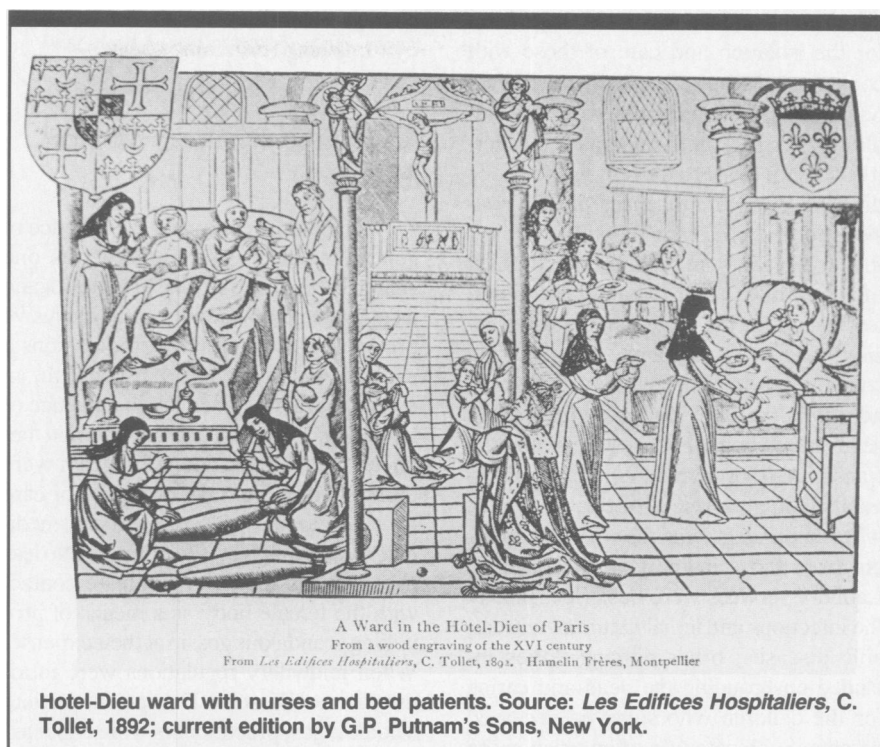 A Ward in the Hôtel-Dieu of Paris
From a wood engraving of the XVI century
From Les Edifices Hospitaliers, C. Tollet, 1892. Hamelin Frères, Montpellier
Hotel-Dieu ward with nurses and bed patients. Source: Les Edifices Hospitaliers, C.
Tollet, 1892; current edition by G.P. Putnam's Sons, New York.